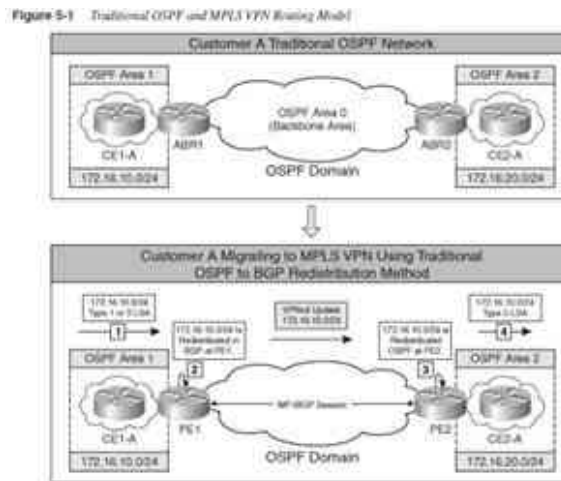 Figure 5-1 Traditional OSPF and MPLS VPN Routing Model
Customer A Traditional OSPF Network
OSPF Area 1
OSPF Area 2
OSPF Area 0
(Backbone Area)
CE1-A
ABR1
ABR2
CE2-A
OSPF Domain
172.16.10.0/24
172.16.20.0/24
Customer A Migrating to MPLS VPN Using Traditional
OSPF to BGP Redistribution Method
172.16.10.0/24
Type 1 or 2 LSA
1
VPNv4 Update
172.16.10.0/24
172.16.10.0/24
LSA
4
172.16.10.0/24 is
Redistributed in
BGP at PE1
2
172.16.10.0/24 is
Redistributed
OSPF at PE2
3
OSPF Area 1
OSPF Area 2
MP-BGP Session
CE1-A
PE1
PE2
CE2-A
OSPF Domain
172.16.10.0/24
172.16.20.0/24